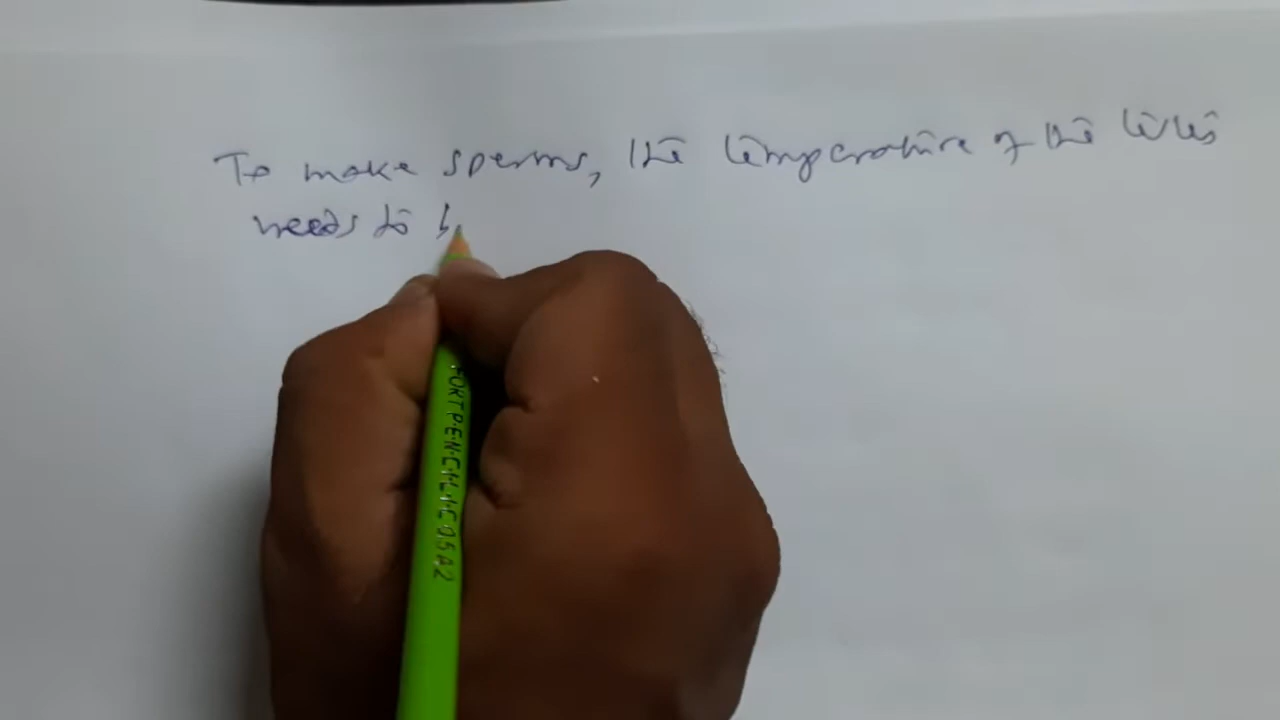 To make sperms, the temperature of the testes
needs to b